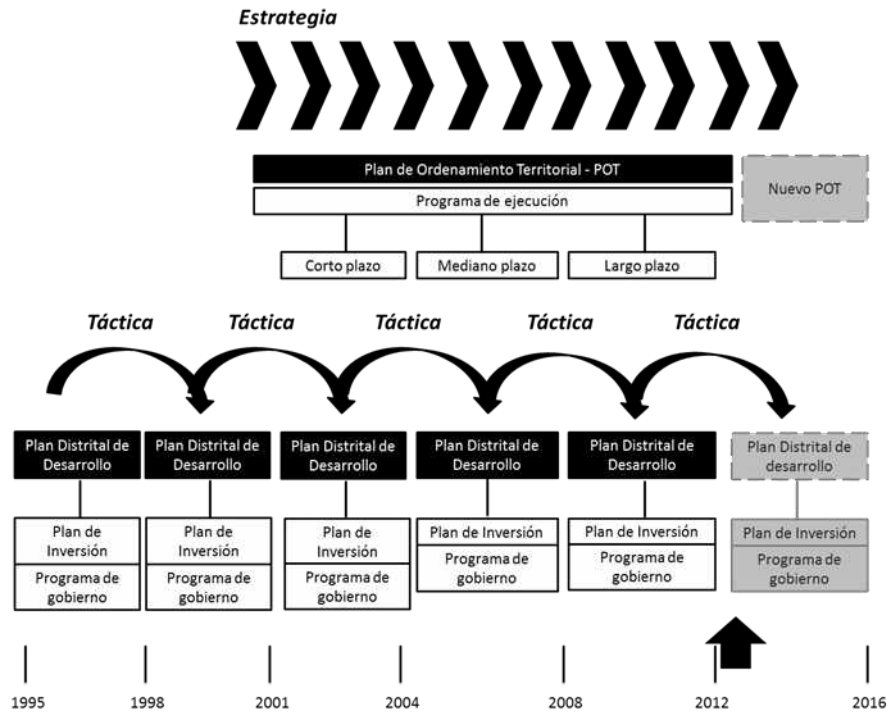 Estrategia
Plan de Ordenamiento Territorial - POT
Nuevo POT
Programa de ejecución
Corto plazo
Mediano plazo
Largo plazo
Táctica
Táctica
Táctica
Táctica
Táctica
Plan Distrital de
Desarrollo
Plan Distrital de
Desarrollo
Plan Distrital de
Desarrollo
Plan Distrital de
Desarrollo
Plan Distrital de
Desarrollo
Plan Distrital de
desarrollo
Plan de
Inversión
Programa de
gobierno
Plan de
Inversión
Programa de
gobierno
Plan de
Inversión
Programa de
gobierno
Plan de Inversión
Programa de
gobierno
Plan de Inversión
Programa de
gobierno
Plan de Inversión
Programa de
gobierno
1995
1998
2001
2004
2008
2012
2016